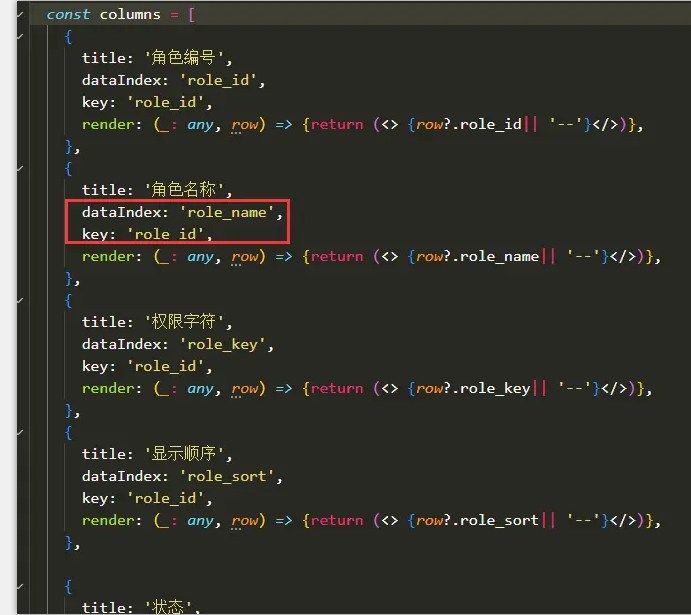 const columns = [
{
title: '角色编号',
dataIndex: 'role_id',
key: 'role_id',
render: (_: any, row) => {return (<> {row?.role_id|| '--'}</>)},
},
{
title: '角色名称',
dataIndex: 'role_name',
key: 'role_id',
render: (_: any, row) => {return (<> {row?.role_name|| '--'}</>)},
},
{
title: '权限字符',
dataIndex: 'role_key',
key: 'role_id',
render: (_: any, row) => {return (<> {row?.role_key|| '--'}</>)},
},
{
title: '显示顺序',
dataIndex: 'role_sort',
key: 'role_id',
render: (_: any, row) => {return (<> {row?.role_sort|| '--'}</>)},
},
{
title: '状态',